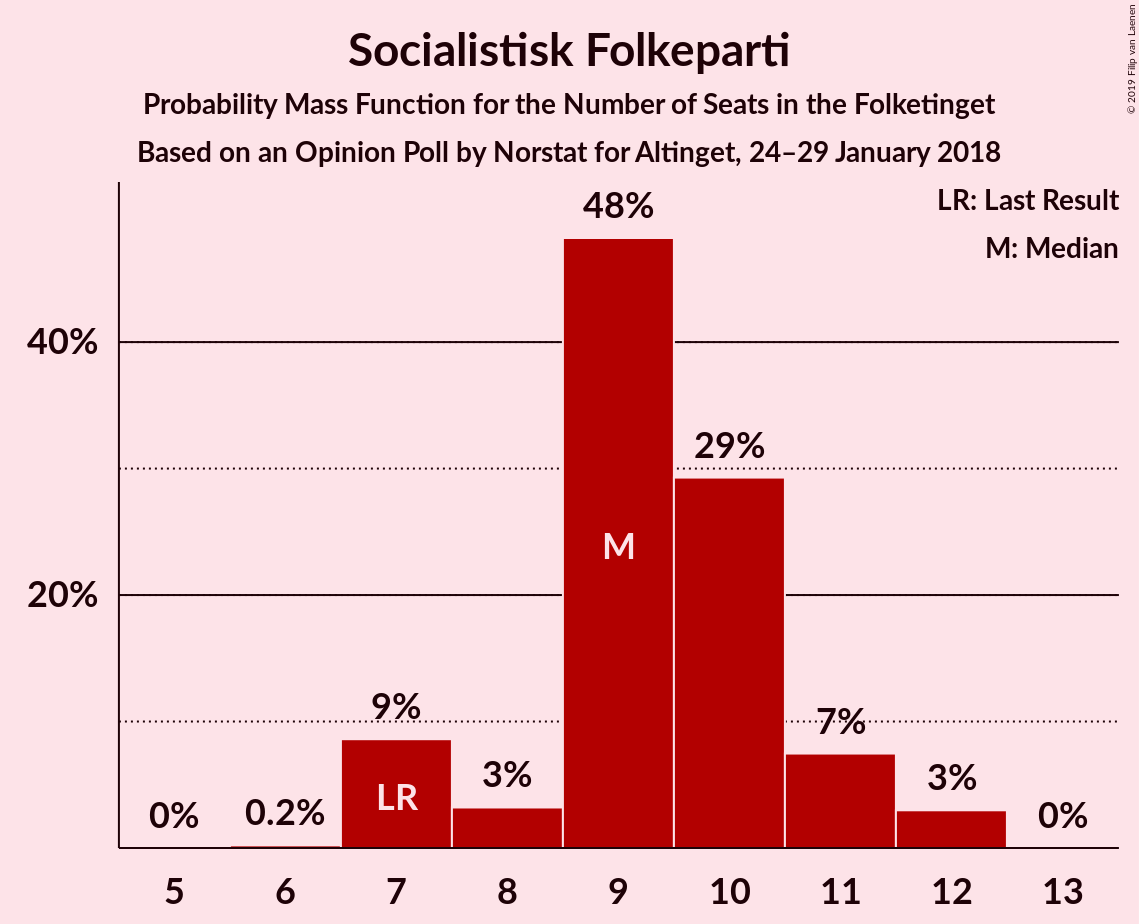 Socialistisk Folkeparti
Probability Mass Function for the Number of Seats in the Folketinget
Based on an Opinion Poll by Norstat for Altinget, 24–29 January 2018
© 2019 Filip van Laenen
LR: Last Result
M: Median
48%
40%
29%
M
20%
9%
7%
LR
3%
3%
0%
0.2%
0%
5 6 7 8 9 10 11 12 13